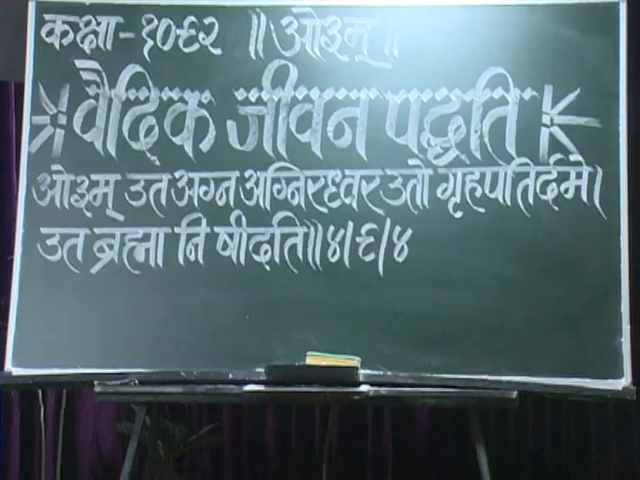 कक्षा-१०६२ ॥ओ३म्॥
वैदिक जीवन पद्धति
ओ३म् उत अग्न अग्निरध्वर उतो गृहपतिर्दमे।
उत ब्रह्मा नि षीदति॥४।६।४